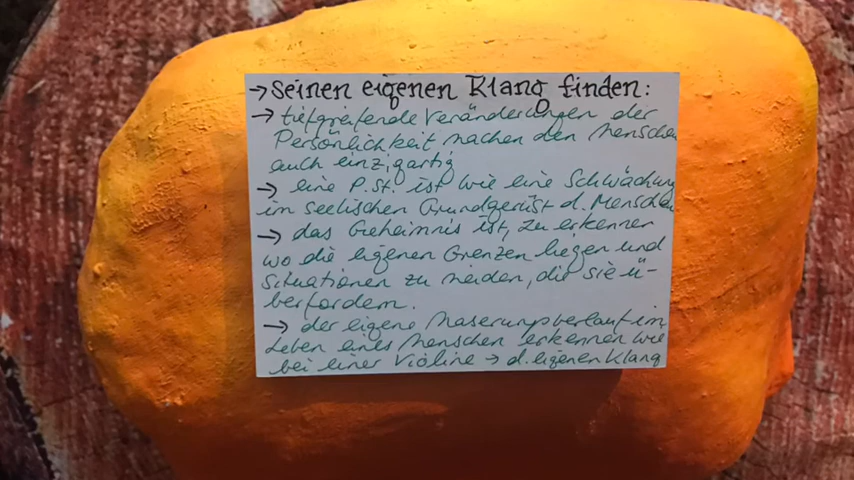 → Seinen eigenen Klang finden:
→ tiefgreifende Veränderungen der
Persönlichkeit machen den Menschen
auch einzigartig
→ eine P.St. ist wie eine Schwächung
im seelischen Grundgerüst d. Menschen
→ das Geheimnis ist, zu erkennen
wo die eigenen Grenzen liegen und
Situationen zu meiden, die sie ü-
berfordern.
→ der eigene Maserungsverlauf im
Leben eines Menschen erkennen wie
bei einer Violine → d. eigenen Klang